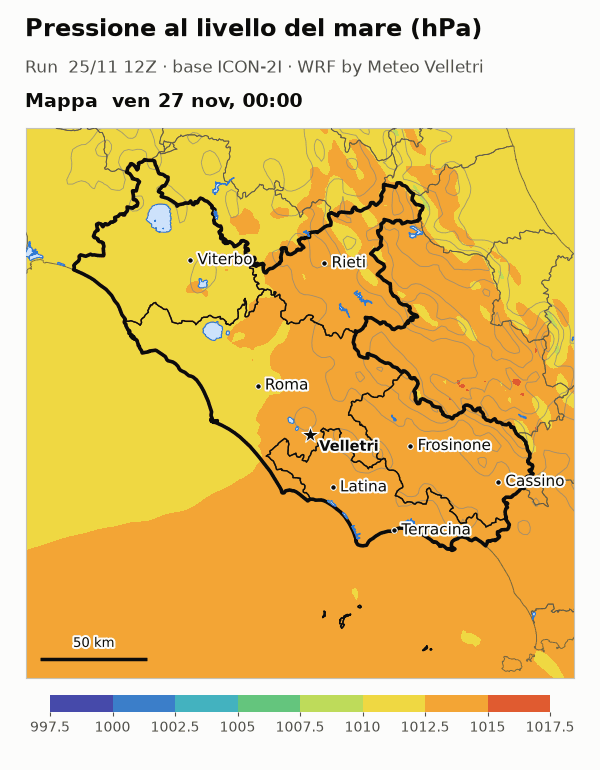 Pressione al livello del mare (hPa)
Run  25/11 12Z · base ICON-2I · WRF by Meteo Velletri
Mappa  ven 27 nov, 00:00
Viterbo
Rieti
Roma
Velletri
Frosinone
Latina
Cassino
Terracina
50 km
997.5 1000 1002.5 1005 1007.5 1010 1012.5 1015 1017.5